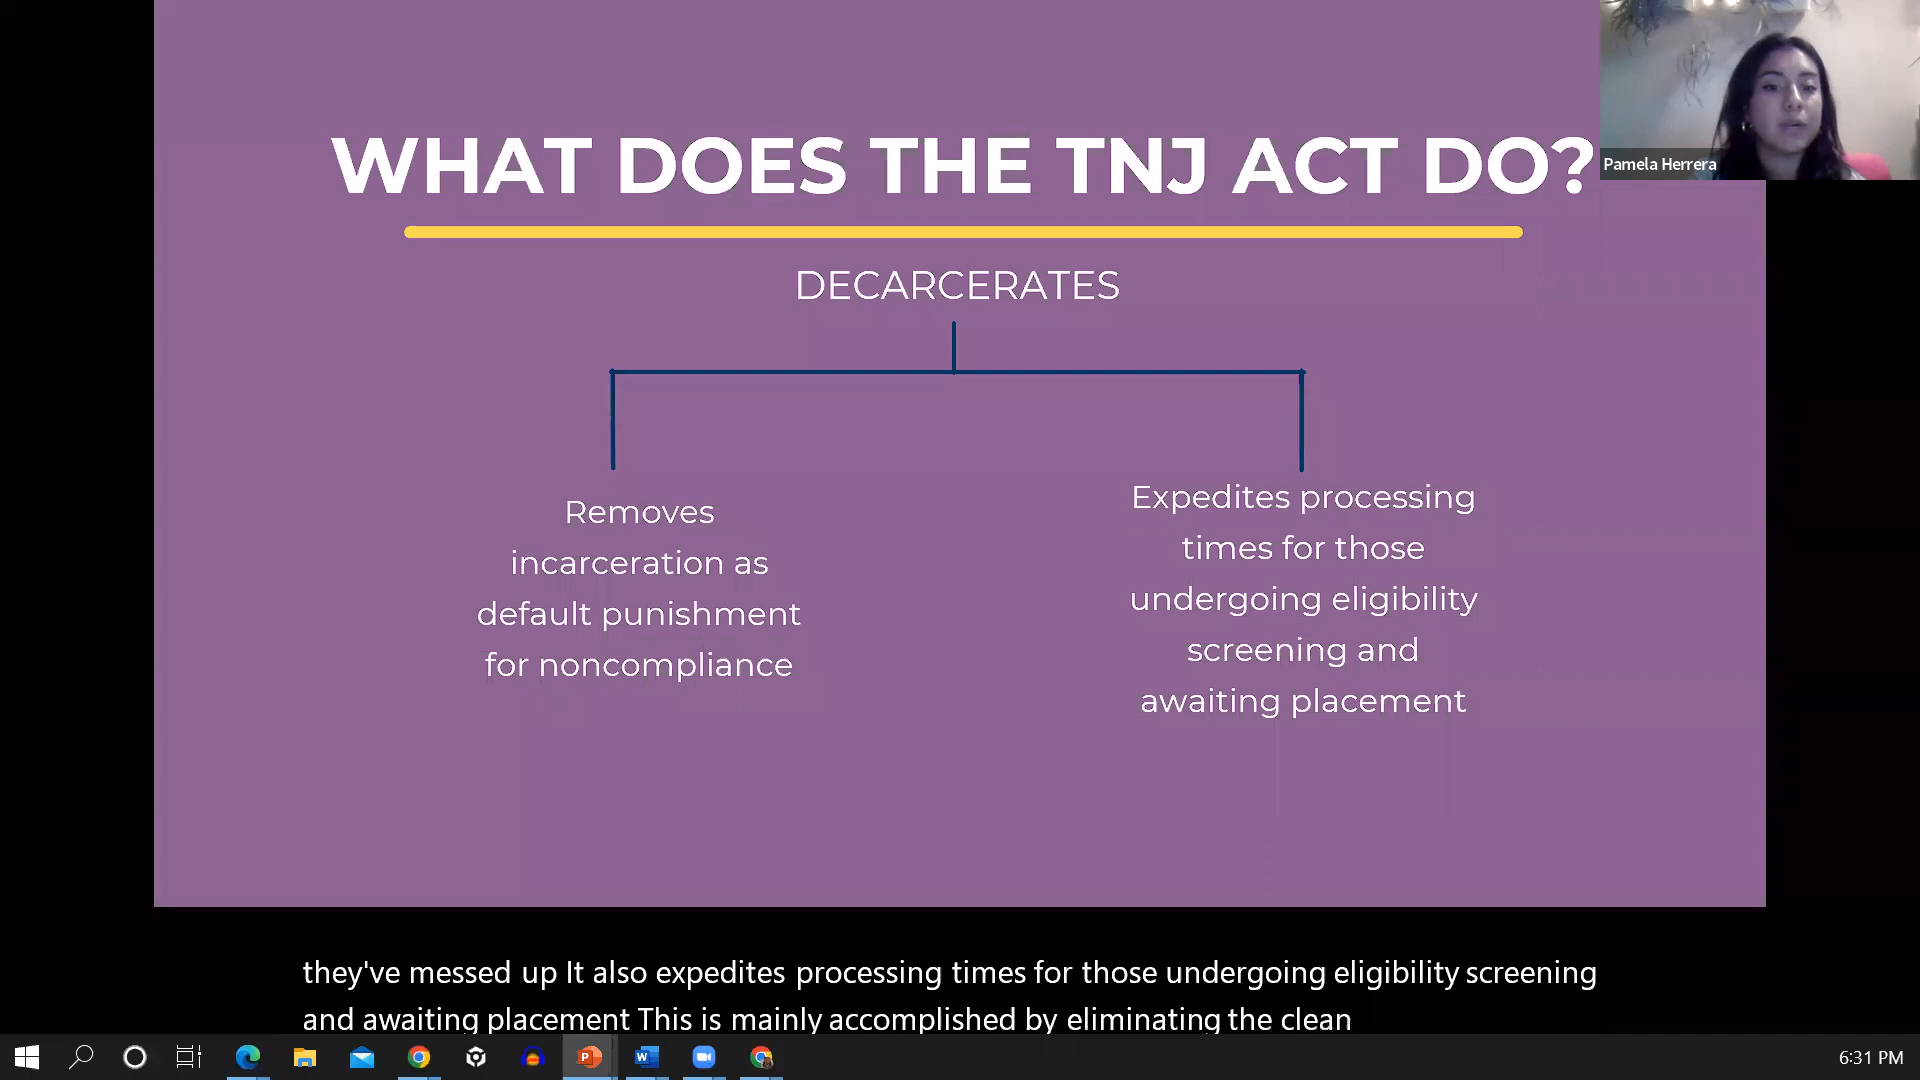 WHAT DOES THE TNJ ACT DO?
Pamela Herrera
DECARCERATES
Removes
incarceration as
default punishment
for noncompliance
Expedites processing
times for those
undergoing eligibility
screening and
awaiting placement
they've messed up It also expedites processing times for those undergoing eligibility screening
and awaiting placement This is mainly accomplished by eliminating the clean
6:31 PM